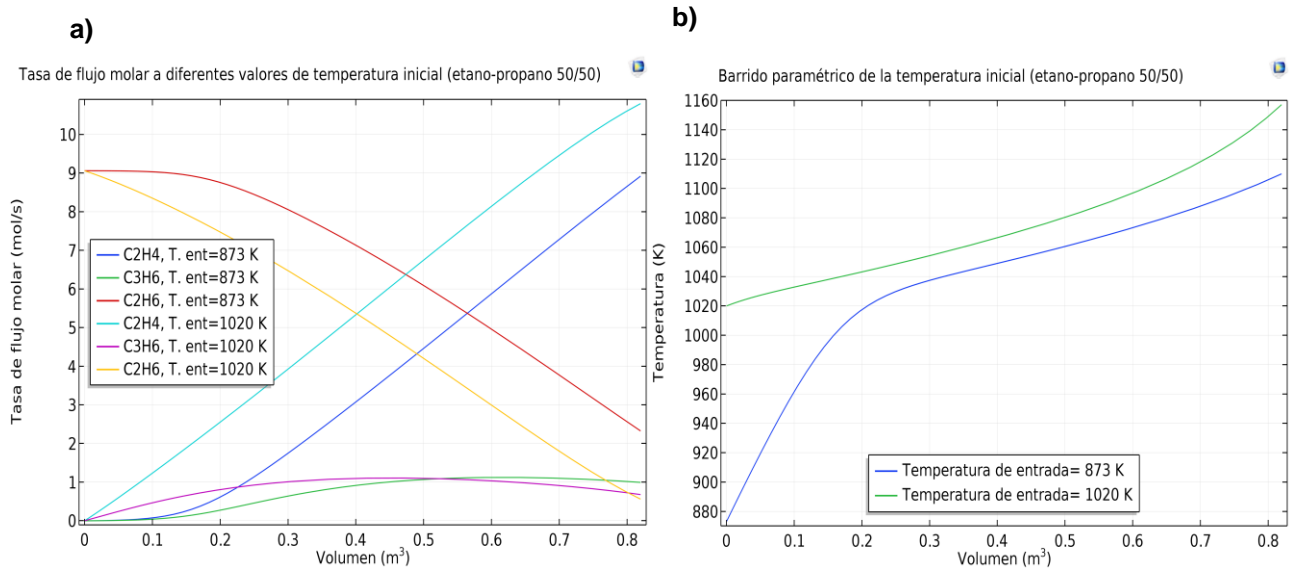 a)
Tasa de flujo molar a diferentes valores de temperatura inicial (etano-propano 50/50)
Tasa de flujo molar (mol/s)
10
9
8
7
6
5
4
3
2
1
0
C2H4, T. ent=873 K
C3H6, T. ent=873 K
C2H6, T. ent=873 K
C2H4, T. ent=1020 K
C3H6, T. ent=1020 K
C2H6, T. ent=1020 K
0 0.1 0.2 0.3 0.4 0.5 0.6 0.7 0.8
Volumen (m³)
b)
Barrido paramétrico de la temperatura inicial (etano-propano 50/50)
Temperatura (K)
1160
1140
1120
1100
1080
1060
1040
1020
1000
980
960
940
920
900
880
Temperatura de entrada= 873 K
Temperatura de entrada= 1020 K
0 0.1 0.2 0.3 0.4 0.5 0.6 0.7 0.8
Volumen (m³)